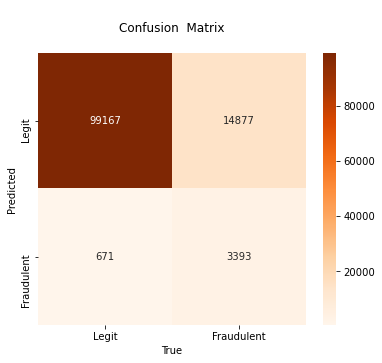 Confusion  Matrix
Legit
99167
14877
80000
60000
Predicted
40000
Fraudulent
671
3393
20000
Legit
Fraudulent
True